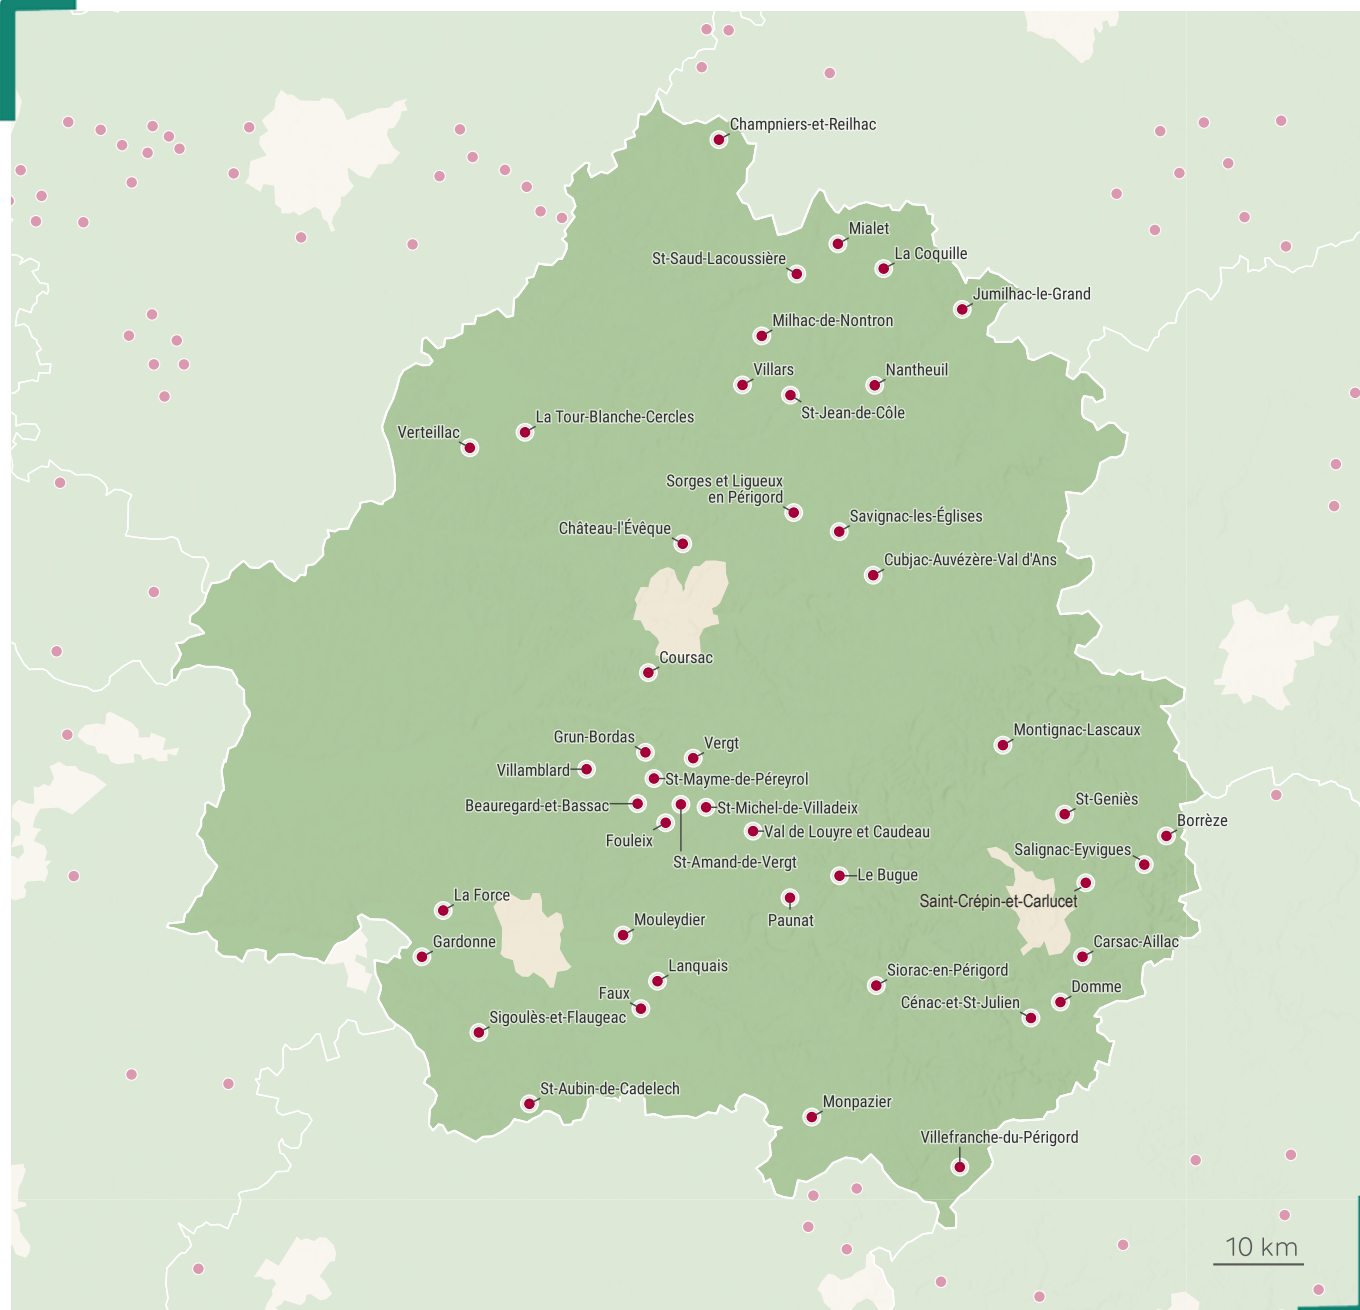 Champniers-et-Reilhac
Mialet
La Coquille
St-Saud-Lacoussière
Jumilhac-le-Grand
Milhac-de-Nontron
Villars
Nantheuil
St-Jean-de-Côle
La Tour-Blanche-Cercles
Verteillac
Sorges et Ligueux
en Périgord
Savignac-les-Églises
Château-l'Évêque
Cubjac-Auvézère-Val d'Ans
Coursac
Montignac-Lascaux
Grun-Bordas
Vergt
Villamblard
St-Mayme-de-Péreyrol
St-Geniès
Beauregard-et-Bassac
St-Michel-de-Villadeix
Borrèze
Val de Louyre et Caudeau
Fouleix
Salignac-Eyvigues
St-Amand-de-Vergt
Le Bugue
La Force
Saint-Crépin-et-Carlucet
Mouleydier
Paunat
Gardonne
Carsac-Aillac
Lanquais
Siorac-en-Périgord
Domme
Faux
Cénac-et-St-Julien
Sigoulès-et-Flaugeac
St-Aubin-de-Cadelech
Monpazier
Villefranche-du-Périgord
10 km